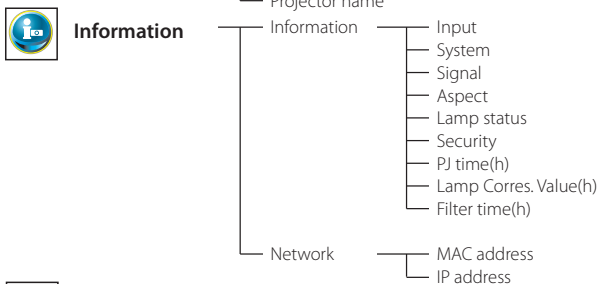 Projector name
Information
Information
Input
System
Signal
Aspect
Lamp status
Security
PJ time(h)
Lamp Corres. Value(h)
Filter time(h)
Network
MAC address
IP address